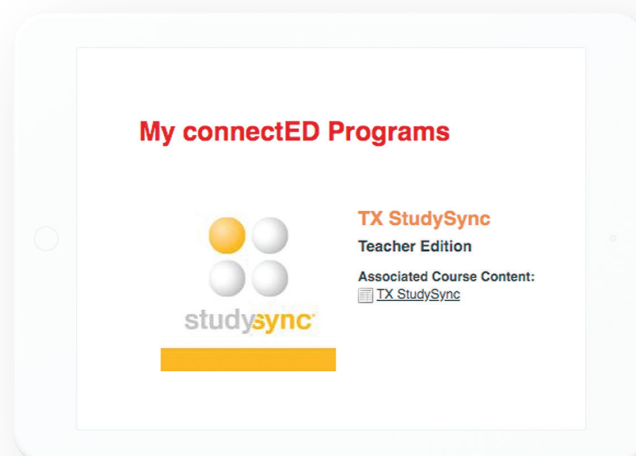 My connectED Programs
studysync
TX StudySync
Teacher Edition
Associated Course Content:
TX StudySync